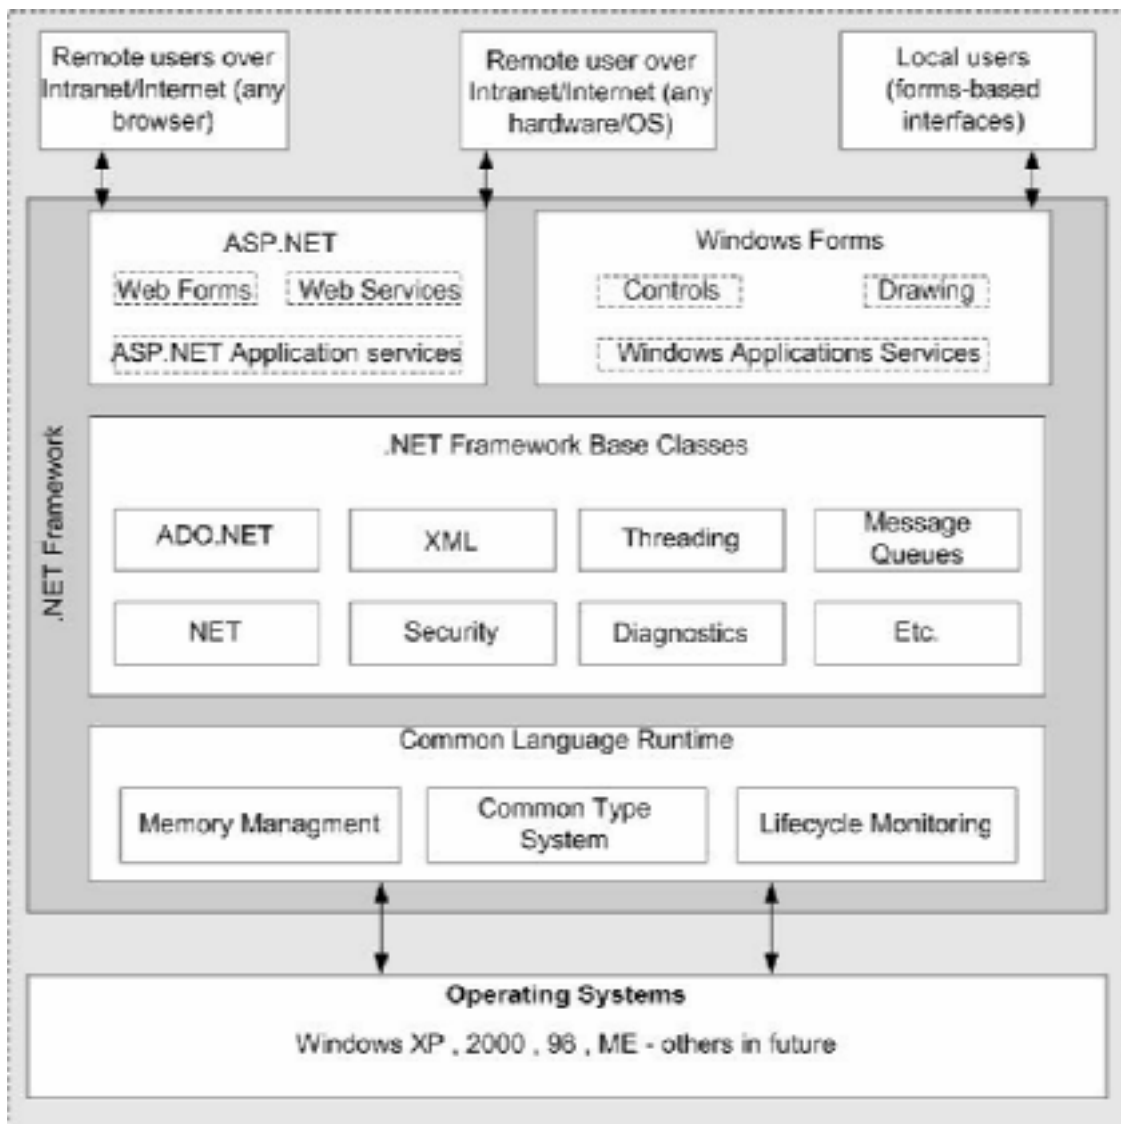 Remote users over
Intranet/Internet (any
browser)
Remote user over
Intranet/Internet (any
hardware/OS)
Local users
(forms-based
interfaces)
.NET Framework
ASP.NET
Web Forms
Web Services
ASP.NET Application services
Windows Forms
Controls
Drawing
Windows Applications Services
.NET Framework Base Classes
ADO.NET
XML
Threading
Message
Queues
NET
Security
Diagnostics
Etc.
Common Language Runtime
Memory Managment
Common Type
System
Lifecycle Monitoring
Operating Systems
Windows XP , 2000 , 96 , ME - others in future